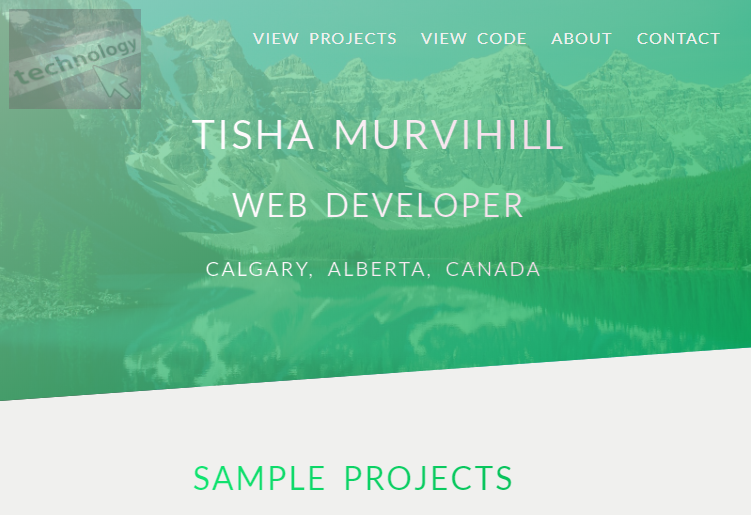 technology
VIEW PROJECTS VIEW CODE ABOUT CONTACT
TISHA MURVIHILL
WEB DEVELOPER
CALGARY, ALBERTA, CANADA
SAMPLE PROJECTS